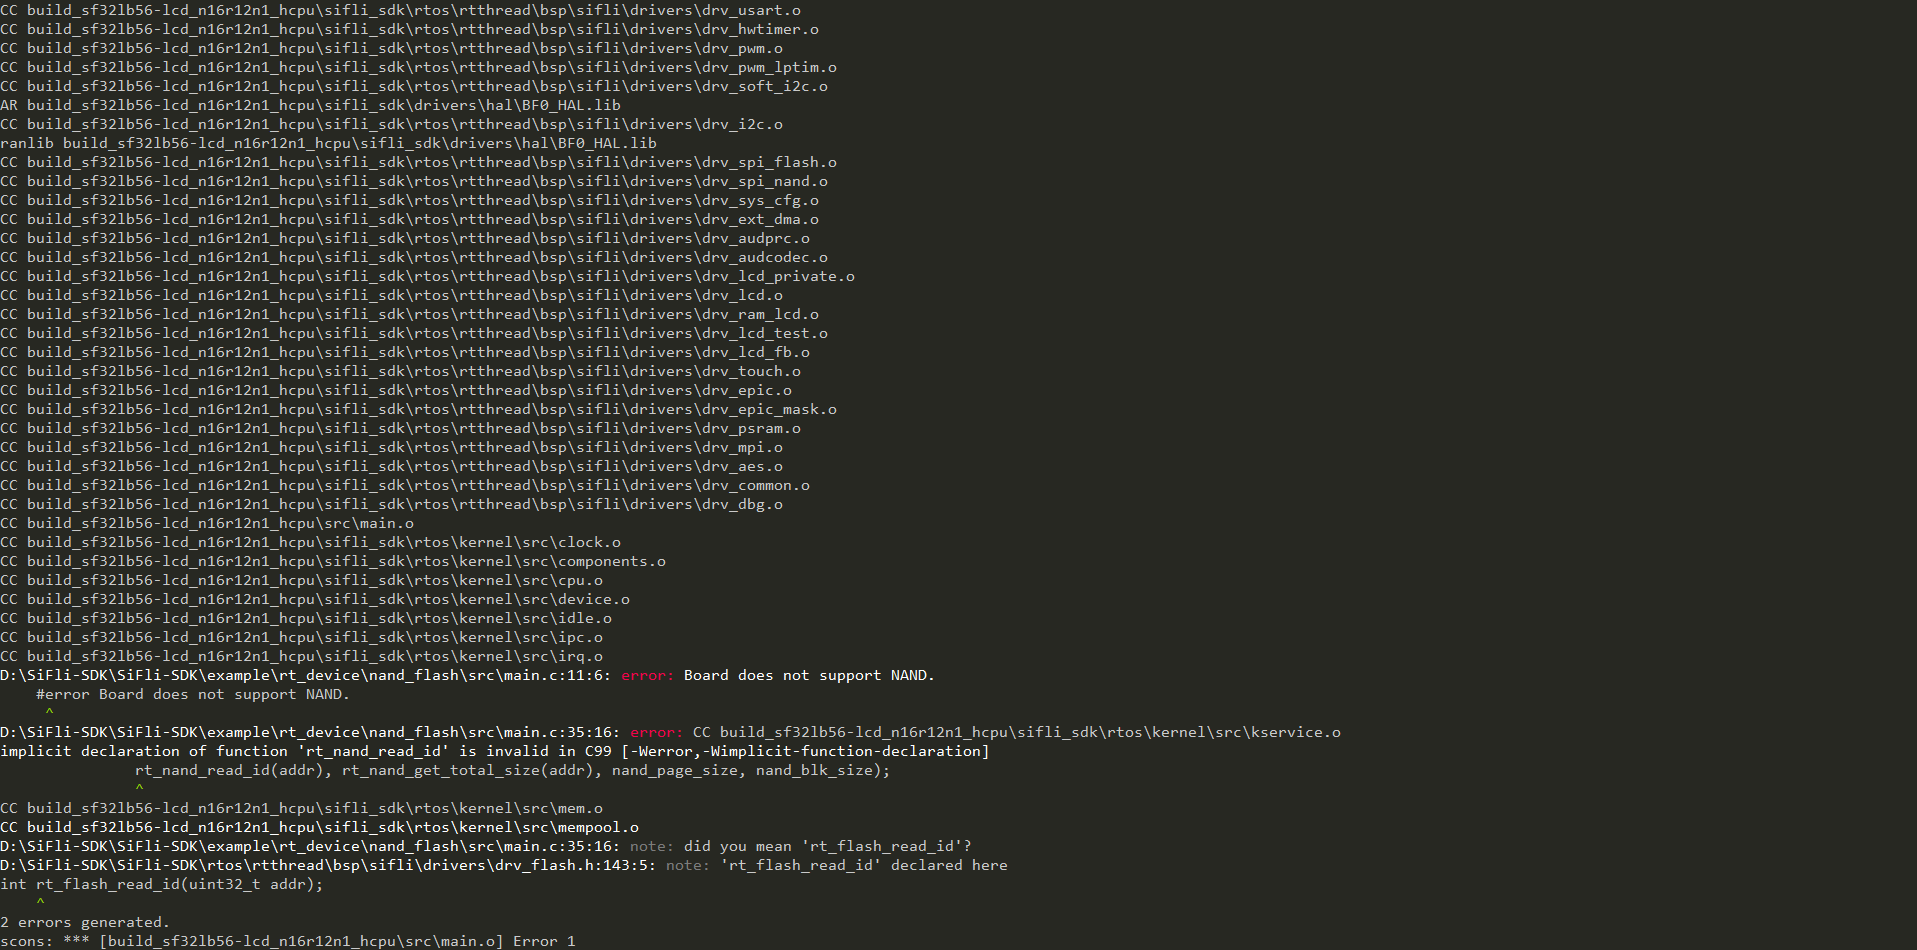 CC build_sf32lb56-lcd_n16r12n1_hcpu\sifli_sdk\rtos\rtthread\bsp\sifli\drivers\drv_usart.o
CC build_sf32lb56-lcd_n16r12n1_hcpu\sifli_sdk\rtos\rtthread\bsp\sifli\drivers\drv_hwtimer.o
CC build_sf32lb56-lcd_n16r12n1_hcpu\sifli_sdk\rtos\rtthread\bsp\sifli\drivers\drv_pwm.o
CC build_sf32lb56-lcd_n16r12n1_hcpu\sifli_sdk\rtos\rtthread\bsp\sifli\drivers\drv_pwm_lptim.o
CC build_sf32lb56-lcd_n16r12n1_hcpu\sifli_sdk\rtos\rtthread\bsp\sifli\drivers\drv_soft_i2c.o
AR build_sf32lb56-lcd_n16r12n1_hcpu\sifli_sdk\drivers\hal\BF0_HAL.lib
CC build_sf32lb56-lcd_n16r12n1_hcpu\sifli_sdk\rtos\rtthread\bsp\sifli\drivers\drv_i2c.o
ranlib build_sf32lb56-lcd_n16r12n1_hcpu\sifli_sdk\drivers\hal\BF0_HAL.lib
CC build_sf32lb56-lcd_n16r12n1_hcpu\sifli_sdk\rtos\rtthread\bsp\sifli\drivers\drv_spi_flash.o
CC build_sf32lb56-lcd_n16r12n1_hcpu\sifli_sdk\rtos\rtthread\bsp\sifli\drivers\drv_spi_nand.o
CC build_sf32lb56-lcd_n16r12n1_hcpu\sifli_sdk\rtos\rtthread\bsp\sifli\drivers\drv_sys_cfg.o
CC build_sf32lb56-lcd_n16r12n1_hcpu\sifli_sdk\rtos\rtthread\bsp\sifli\drivers\drv_ext_dma.o
CC build_sf32lb56-lcd_n16r12n1_hcpu\sifli_sdk\rtos\rtthread\bsp\sifli\drivers\drv_audprc.o
CC build_sf32lb56-lcd_n16r12n1_hcpu\sifli_sdk\rtos\rtthread\bsp\sifli\drivers\drv_audcodec.o
CC build_sf32lb56-lcd_n16r12n1_hcpu\sifli_sdk\rtos\rtthread\bsp\sifli\drivers\drv_lcd_private.o
CC build_sf32lb56-lcd_n16r12n1_hcpu\sifli_sdk\rtos\rtthread\bsp\sifli\drivers\drv_lcd.o
CC build_sf32lb56-lcd_n16r12n1_hcpu\sifli_sdk\rtos\rtthread\bsp\sifli\drivers\drv_ram_lcd.o
CC build_sf32lb56-lcd_n16r12n1_hcpu\sifli_sdk\rtos\rtthread\bsp\sifli\drivers\drv_lcd_test.o
CC build_sf32lb56-lcd_n16r12n1_hcpu\sifli_sdk\rtos\rtthread\bsp\sifli\drivers\drv_lcd_fb.o
CC build_sf32lb56-lcd_n16r12n1_hcpu\sifli_sdk\rtos\rtthread\bsp\sifli\drivers\drv_touch.o
CC build_sf32lb56-lcd_n16r12n1_hcpu\sifli_sdk\rtos\rtthread\bsp\sifli\drivers\drv_epic.o
CC build_sf32lb56-lcd_n16r12n1_hcpu\sifli_sdk\rtos\rtthread\bsp\sifli\drivers\drv_epic_mask.o
CC build_sf32lb56-lcd_n16r12n1_hcpu\sifli_sdk\rtos\rtthread\bsp\sifli\drivers\drv_psram.o
CC build_sf32lb56-lcd_n16r12n1_hcpu\sifli_sdk\rtos\rtthread\bsp\sifli\drivers\drv_mpi.o
CC build_sf32lb56-lcd_n16r12n1_hcpu\sifli_sdk\rtos\rtthread\bsp\sifli\drivers\drv_aes.o
CC build_sf32lb56-lcd_n16r12n1_hcpu\sifli_sdk\rtos\rtthread\bsp\sifli\drivers\drv_common.o
CC build_sf32lb56-lcd_n16r12n1_hcpu\sifli_sdk\rtos\rtthread\bsp\sifli\drivers\drv_dbg.o
CC build_sf32lb56-lcd_n16r12n1_hcpu\src\main.o
CC build_sf32lb56-lcd_n16r12n1_hcpu\sifli_sdk\rtos\kernel\src\clock.o
CC build_sf32lb56-lcd_n16r12n1_hcpu\sifli_sdk\rtos\kernel\src\components.o
CC build_sf32lb56-lcd_n16r12n1_hcpu\sifli_sdk\rtos\kernel\src\cpu.o
CC build_sf32lb56-lcd_n16r12n1_hcpu\sifli_sdk\rtos\kernel\src\device.o
CC build_sf32lb56-lcd_n16r12n1_hcpu\sifli_sdk\rtos\kernel\src\idle.o
CC build_sf32lb56-lcd_n16r12n1_hcpu\sifli_sdk\rtos\kernel\src\ipc.o
CC build_sf32lb56-lcd_n16r12n1_hcpu\sifli_sdk\rtos\kernel\src\irq.o
D:\SiFli-SDK\SiFli-SDK\example\rt_device\nand_flash\src\main.c:11:6: error: Board does not support NAND.
    #error Board does not support NAND.
     ^
D:\SiFli-SDK\SiFli-SDK\example\rt_device\nand_flash\src\main.c:35:16: error: CC build_sf32lb56-lcd_n16r12n1_hcpu\sifli_sdk\rtos\kernel\src\kservice.o
implicit declaration of function 'rt_nand_read_id' is invalid in C99 [-Werror,-Wimplicit-function-declaration]
               rt_nand_read_id(addr), rt_nand_get_total_size(addr), nand_page_size, nand_blk_size);
               ^
CC build_sf32lb56-lcd_n16r12n1_hcpu\sifli_sdk\rtos\kernel\src\mem.o
CC build_sf32lb56-lcd_n16r12n1_hcpu\sifli_sdk\rtos\kernel\src\mempool.o
D:\SiFli-SDK\SiFli-SDK\example\rt_device\nand_flash\src\main.c:35:16: note: did you mean 'rt_flash_read_id'?
D:\SiFli-SDK\SiFli-SDK\rtos\rtthread\bsp\sifli\drivers\drv_flash.h:143:5: note: 'rt_flash_read_id' declared here
int rt_flash_read_id(uint32_t addr);
    ^
2 errors generated.
scons: *** [build_sf32lb56-lcd_n16r12n1_hcpu\src\main.o] Error 1